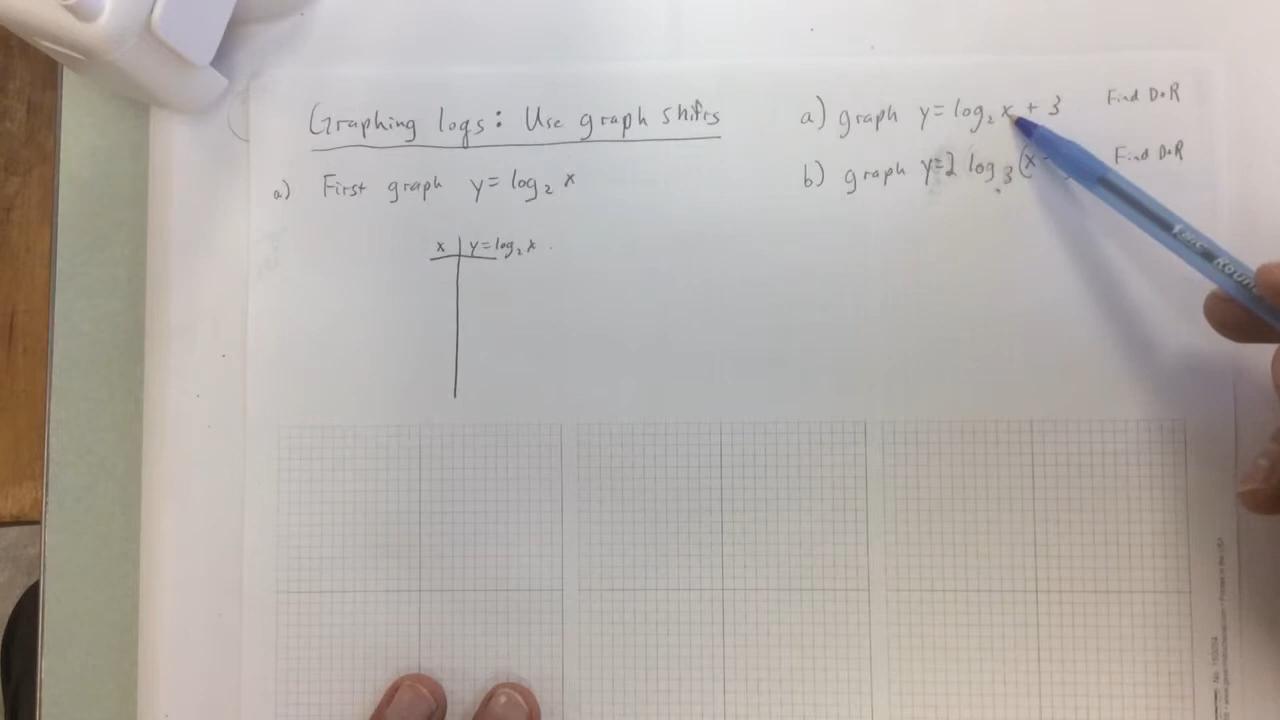 Graphing logs: Use graph shifts
a) First graph y = log₂ x
x | y = log₂ x
a) graph y = log₂ x + 3 Find D+R
b) graph y=2 log₃ (x Find D+R